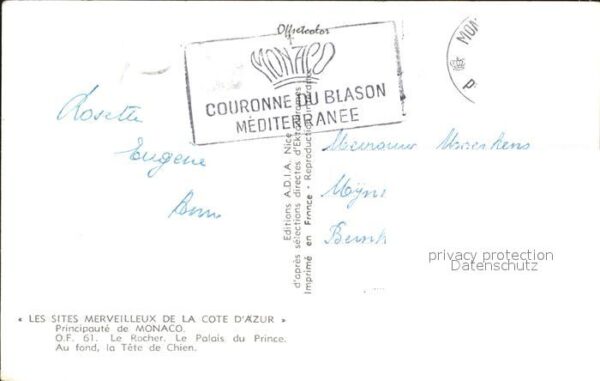 Offsetcolor
MONACO
COURONNE DU BLASON
MÉDITERRANÉE
MON
P
Rosette
Eugene
Editions A.D.I.A. Nice
d'après sélections directes d'Ektachromes
Imprimé en France - Reproduction interdite
privacy protection
Datenschutz
« LES SITES MERVEILLEUX DE LA COTE D'AZUR »
Principauté de MONACO.
O.F. 61. Le Rocher. Le Palais du Prince.
Au fond, la Tête de Chien.